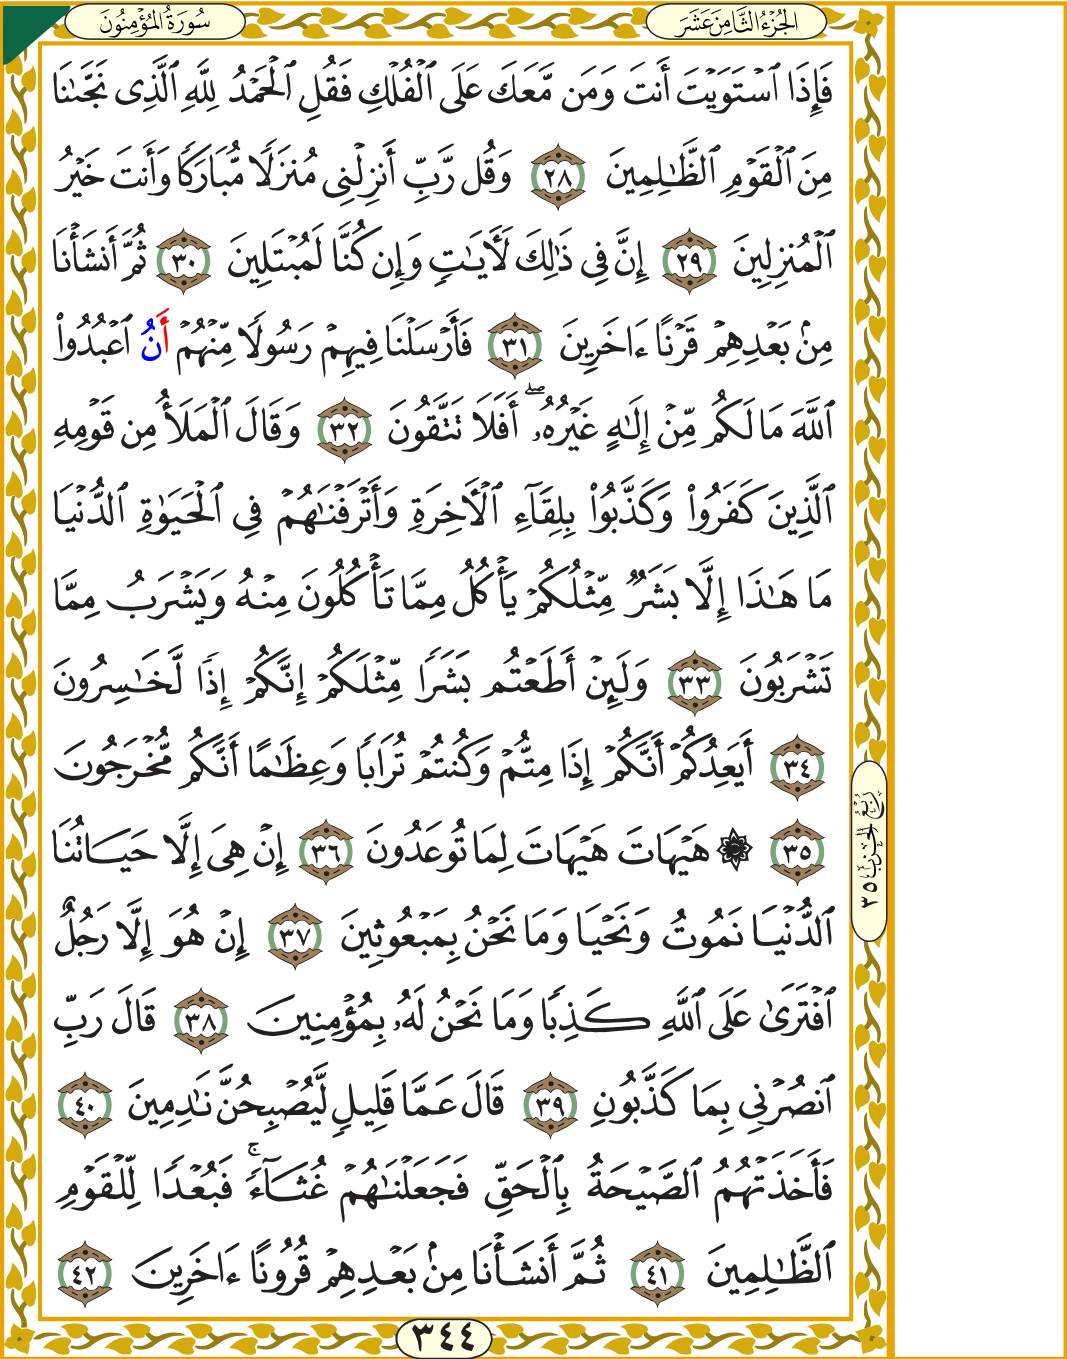 الجُزْءُ الثَّامِنَ عَشَرَ
سُورَةُ المُؤْمِنُونَ
فَإِذَا ٱسْتَوَيْتَ أَنتَ وَمَن مَّعَكَ عَلَى ٱلْفُلْكِ فَقُلِ ٱلْحَمْدُ لِلَّهِ ٱلَّذِى نَجَّىٰنَا
مِنَ ٱلْقَوْمِ ٱلظَّـٰلِمِينَ ٢٨ وَقُل رَّبِّ أَنزِلْنِى مُنزَلًا مُّبَارَكًا وَأَنتَ خَيْرُ
ٱلْمُنزِلِينَ ٢٩ إِنَّ فِى ذَٰلِكَ لَـَٔايَـٰتٍ وَإِن كُنَّا لَمُبْتَلِينَ ٣٠ ثُمَّ أَنشَأْنَا
مِنۢ بَعْدِهِمْ قَرْنًا ءَاخَرِينَ ٣١ فَأَرْسَلْنَا فِيهِمْ رَسُولًا مِّنْهُمْ أَنُ ٱعْبُدُوا۟
ٱللَّهَ مَا لَكُم مِّنْ إِلَـٰهٍ غَيْرُهُۥٓ ۖ أَفَلَا تَتَّقُونَ ٣٢ وَقَالَ ٱلْمَلَأُ مِن قَوْمِهِ
ٱلَّذِينَ كَفَرُوا۟ وَكَذَّبُوا۟ بِلِقَآءِ ٱلْـَٔاخِرَةِ وَأَتْرَفْنَـٰهُمْ فِى ٱلْحَيَوٰةِ ٱلدُّنْيَا
مَا هَـٰذَا إِلَّا بَشَرٌ مِّثْلُكُمْ يَأْكُلُ مِمَّا تَأْكُلُونَ مِنْهُ وَيَشْرَبُ مِمَّا
تَشْرَبُونَ ٣٣ وَلَئِنْ أَطَعْتُم بَشَرًا مِّثْلَكُمْ إِنَّكُمْ إِذًا لَّخَـٰسِرُونَ
٣٤ أَيَعِدُكُمْ أَنَّكُمْ إِذَا مِتُّمْ وَكُنتُمْ تُرَابًا وَعِظَـٰمًا أَنَّكُم مُّخْرَجُونَ
٣٥ ۞ هَيْهَاتَ هَيْهَاتَ لِمَا تُوعَدُونَ ٣٦ إِنْ هِىَ إِلَّا حَيَاتُنَا
ٱلدُّنْيَا نَمُوتُ وَنَحْيَا وَمَا نَحْنُ بِمَبْعُوثِينَ ٣٧ إِنْ هُوَ إِلَّا رَجُلٌ
ٱفْتَرَىٰ عَلَى ٱللَّهِ كَذِبًا وَمَا نَحْنُ لَهُۥ بِمُؤْمِنِينَ ٣٨ قَالَ رَبِّ
ٱنصُرْنِى بِمَا كَذَّبُونِ ٣٩ قَالَ عَمَّا قَلِيلٍ لَّيُصْبِحُنَّ نَـٰدِمِينَ ٤٠
فَأَخَذَتْهُمُ ٱلصَّيْحَةُ بِٱلْحَقِّ فَجَعَلْنَـٰهُمْ غُثَآءً ۚ فَبُعْدًا لِّلْقَوْمِ
ٱلظَّـٰلِمِينَ ٤١ ثُمَّ أَنشَأْنَا مِنۢ بَعْدِهِمْ قُرُونًا ءَاخَرِينَ ٤٢
رُبْعُ الحِزْبِ ٣٥
٣٤٤